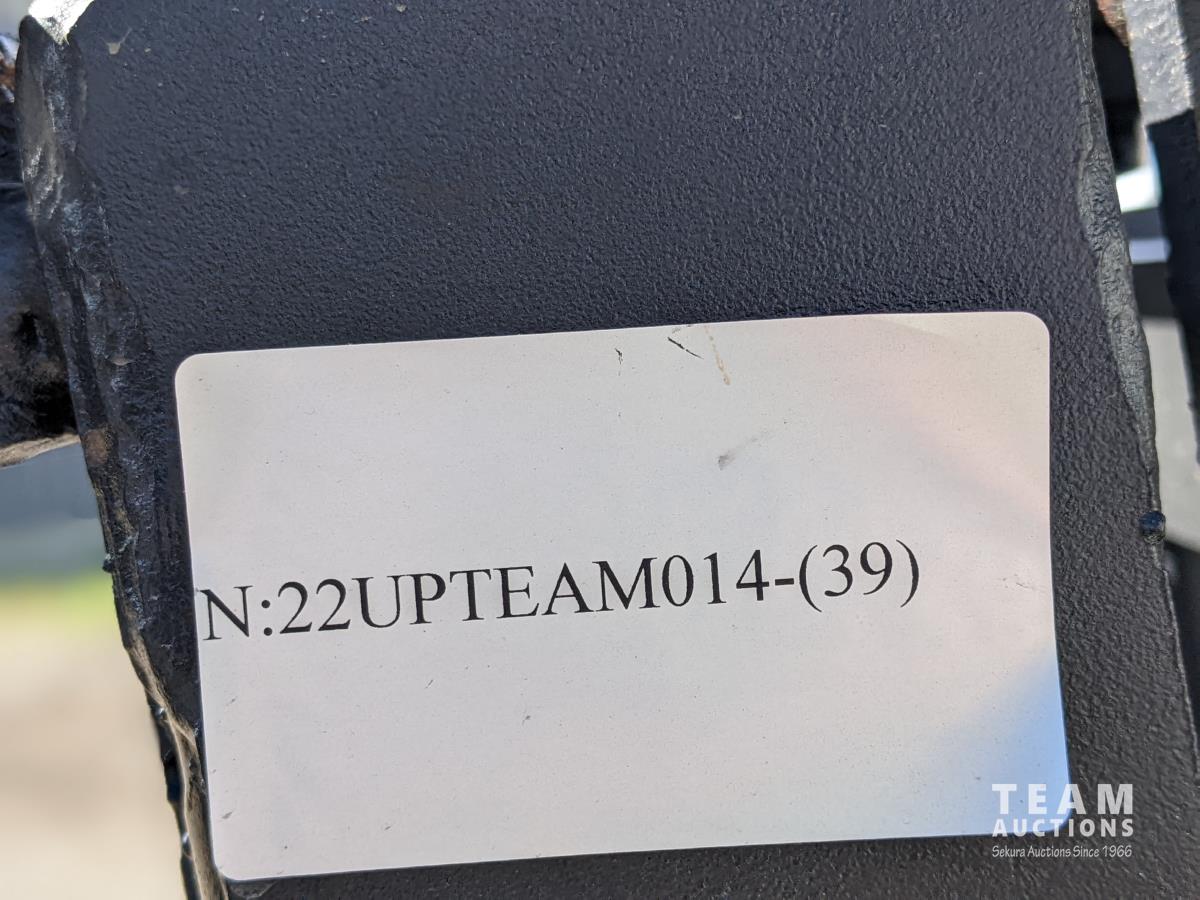 N:22UPTEAM014-(39)
TEAM
AUCTIONS
Sekura Auctions Since 1966